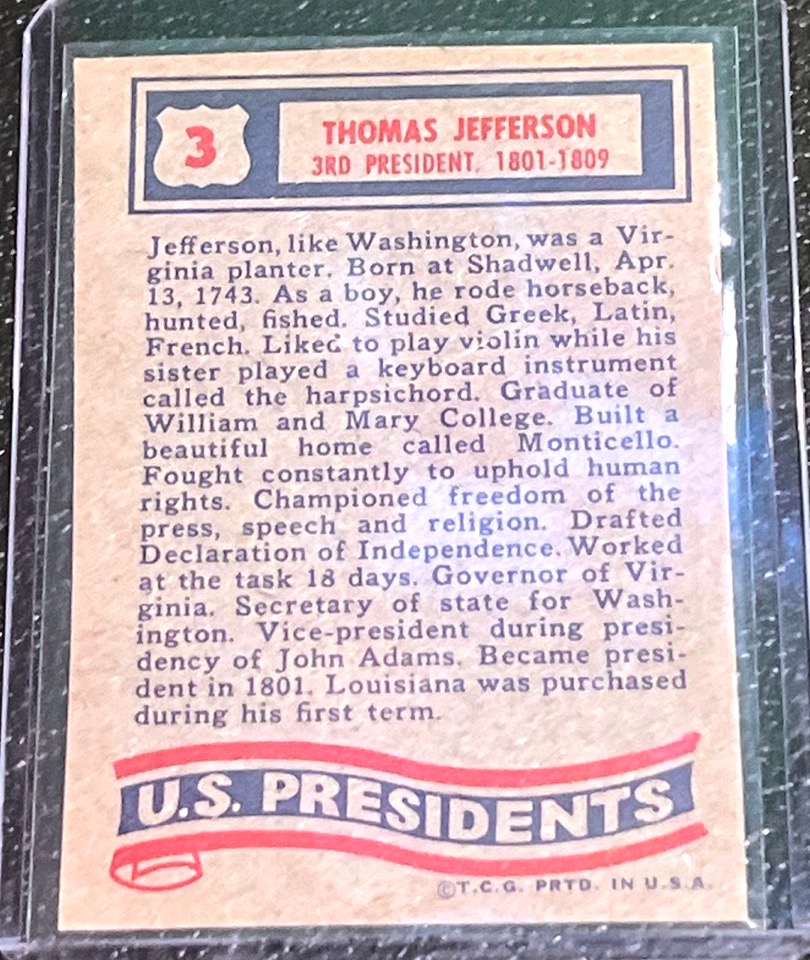 3
THOMAS JEFFERSON
3RD PRESIDENT, 1801-1809
Jefferson, like Washington, was a Vir-
ginia planter. Born at Shadwell, Apr.
13, 1743. As a boy, he rode horseback,
hunted, fished. Studied Greek, Latin,
French. Liked to play violin while his
sister played a keyboard instrument
called the harpsichord. Graduate of
William and Mary College. Built a
beautiful home called Monticello.
Fought constantly to uphold human
rights. Championed freedom of the
press, speech and religion. Drafted
Declaration of Independence. Worked
at the task 18 days. Governor of Vir-
ginia. Secretary of state for Wash-
ington. Vice-president during presi-
dency of John Adams. Became presi-
dent in 1801. Louisiana was purchased
during his first term.
U.S. PRESIDENTS
©T.C.G. PRTD. IN U.S.A.